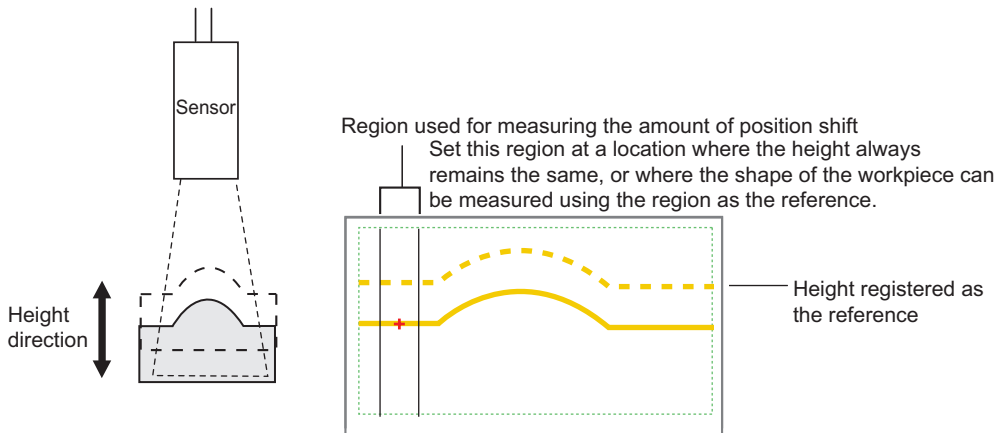 Sensor
Region used for measuring the amount of position shift
Set this region at a location where the height always
remains the same, or where the shape of the workpiece can
be measured using the region as the reference.
Height
direction
Height registered as
the reference